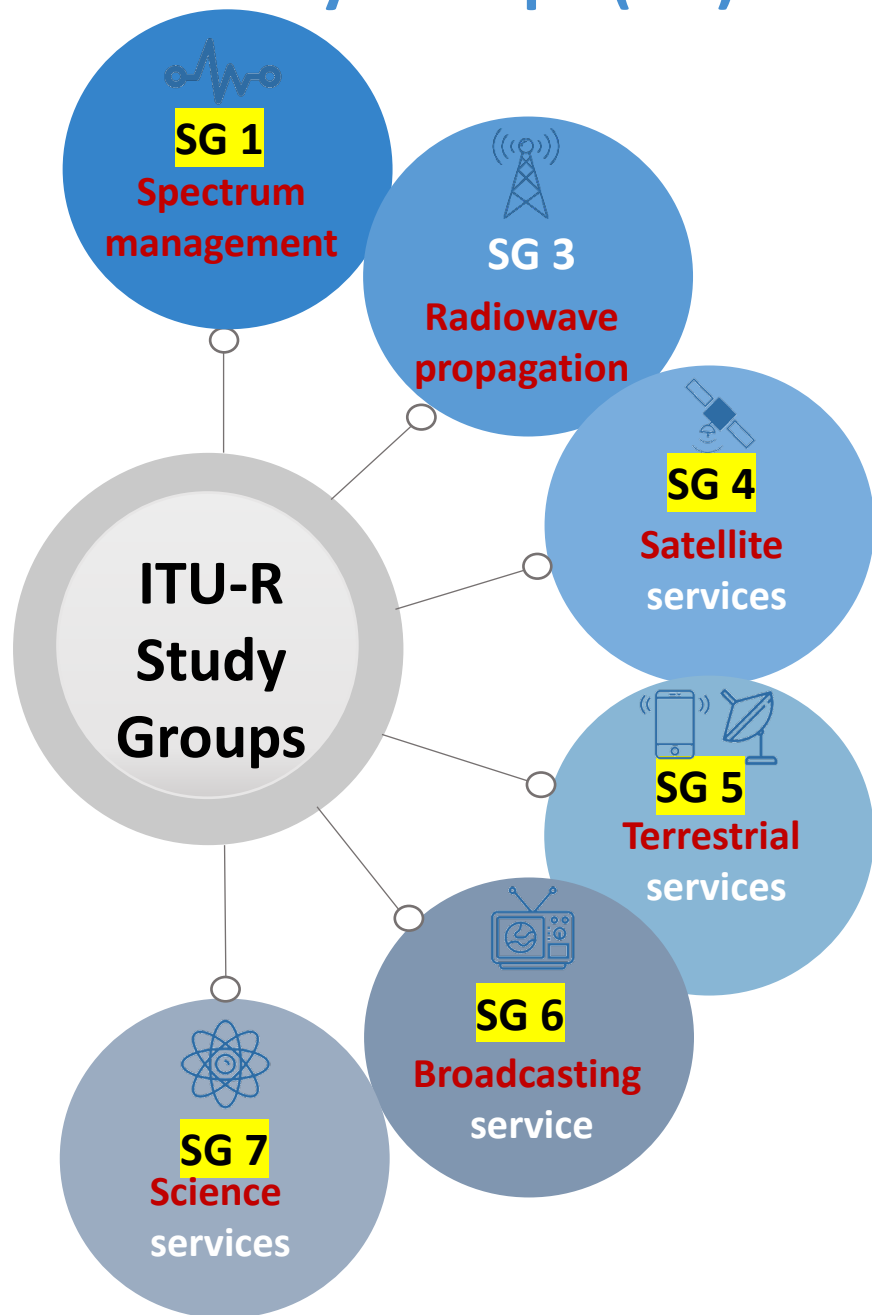 SG 1
Spectrum
management
SG 3
Radiowave
propagation
SG 4
Satellite
services
ITU-R
Study
Groups
SG 5
Terrestrial
services
SG 6
Broadcasting
service
SG 7
Science
services